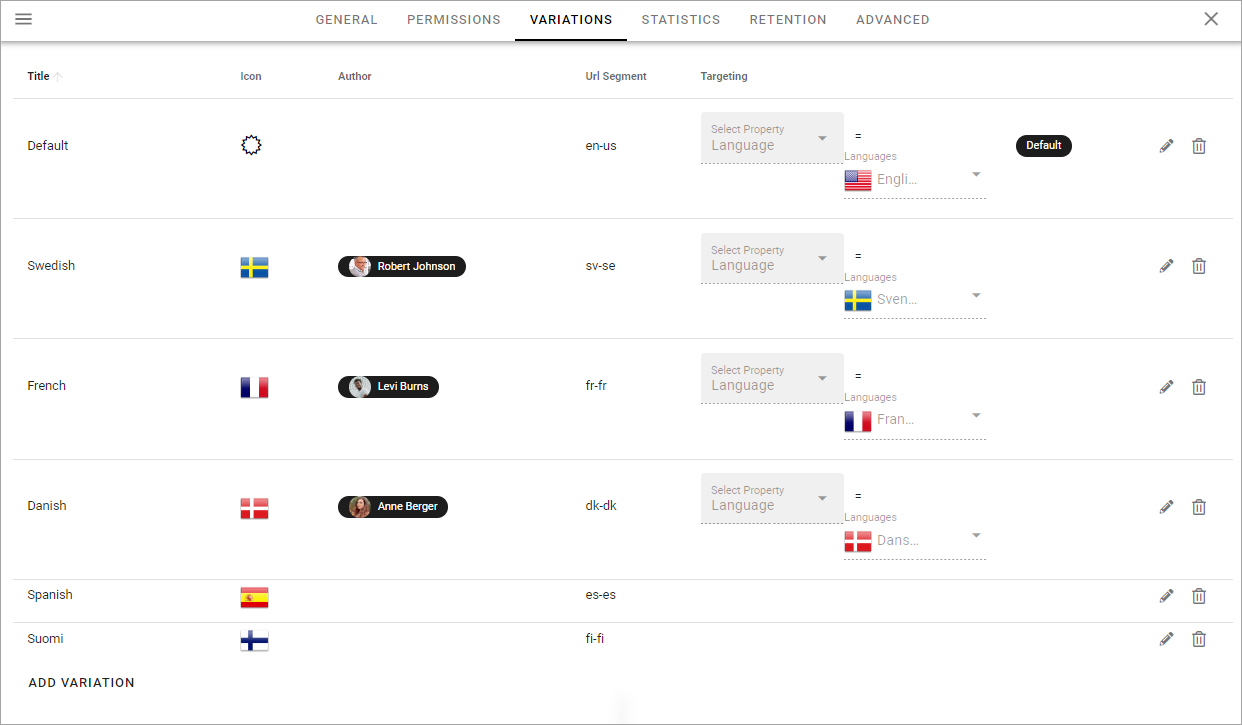 GENERAL PERMISSIONS VARIATIONS STATISTICS RETENTION ADVANCED
Title Icon Author Url Segment Targeting
Default en-us Select Property Language = Languages Engli... Default
Swedish Robert Johnson sv-se Select Property Language = Languages Sven...
French Levi Burns fr-fr Select Property Language = Languages Fran...
Danish Anne Berger dk-dk Select Property Language = Languages Dans...
Spanish es-es
Suomi fi-fi
ADD VARIATION